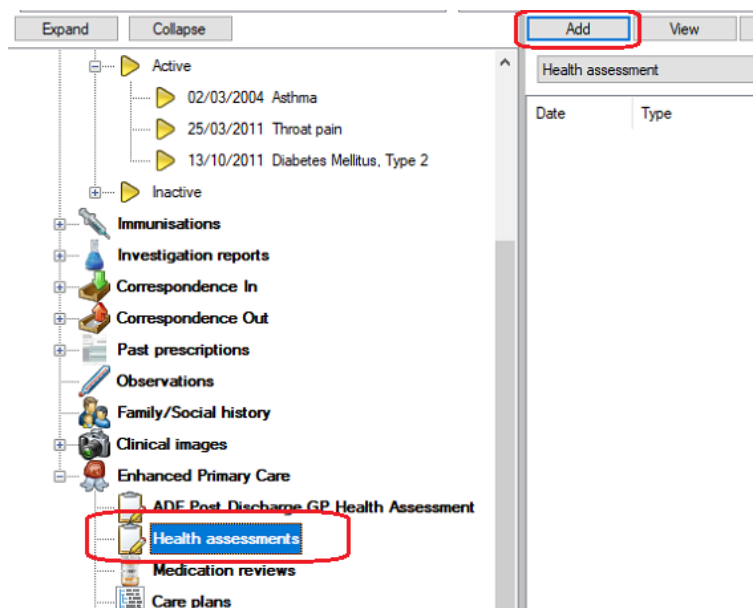 Expand Collapse
Active
02/03/2004 Asthma
25/03/2011 Throat pain
13/10/2011 Diabetes Mellitus, Type 2
Inactive
Immunisations
Investigation reports
Correspondence In
Correspondence Out
Past prescriptions
Observations
Family/Social history
Clinical images
Enhanced Primary Care
ADF Post Discharge GP Health Assessment
Health assessments
Medication reviews
Care plans
Add View
Health assessment
Date Type